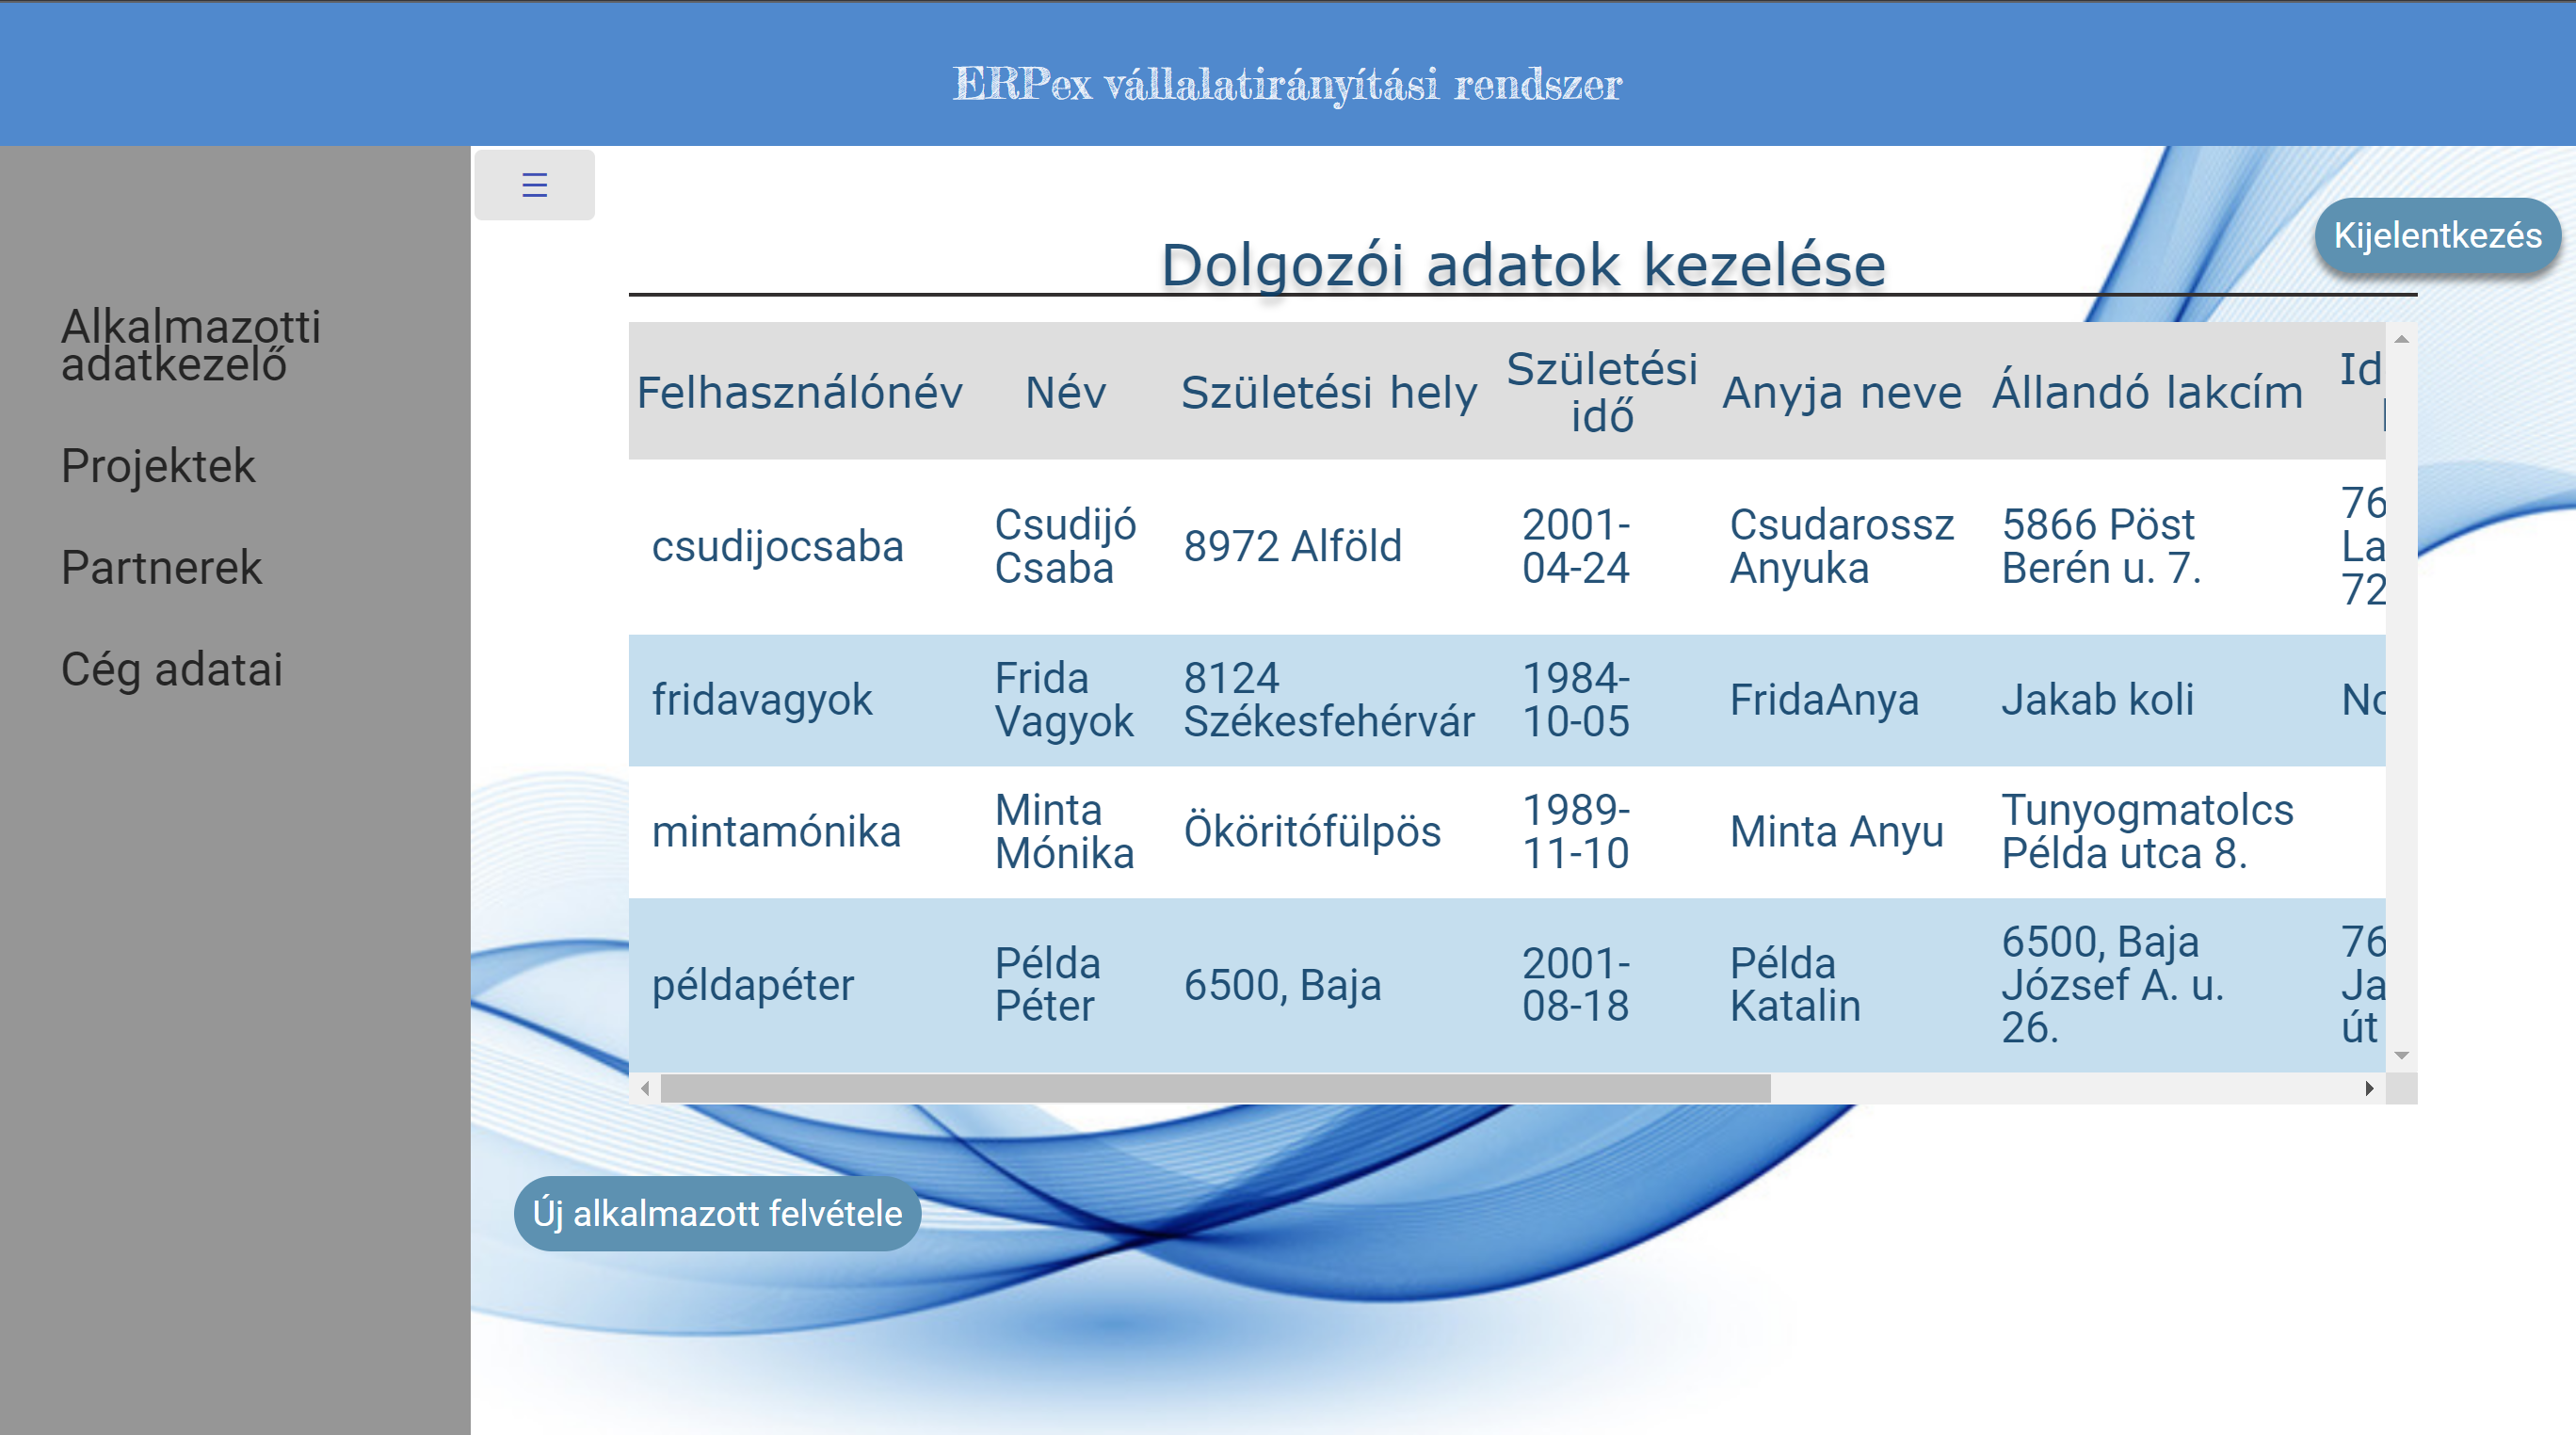 ERPex vállalatirányítási rendszer
☰
Kijelentkezés
Dolgozói adatok kezelése
Alkalmazotti
adatkezelő
Projektek
Partnerek
Cég adatai
Felhasználónév Név Születési hely Születési idő Anyja neve Állandó lakcím Id
csudijocsaba Csudijó Csaba 8972 Alföld 2001-04-24 Csudarossz Anyuka 5866 Pöst Berén u. 7. 76 La 72
fridavagyok Frida Vagyok 8124 Székesfehérvár 1984-10-05 FridaAnya Jakab koli
mintamónika Minta Mónika Ököritófülpös 1989-11-10 Minta Anyu Tunyogmatolcs Példa utca 8.
példapéter Példa Péter 6500, Baja 2001-08-18 Példa Katalin 6500, Baja József A. u. 26. 76 Ja út
Új alkalmazott felvétele